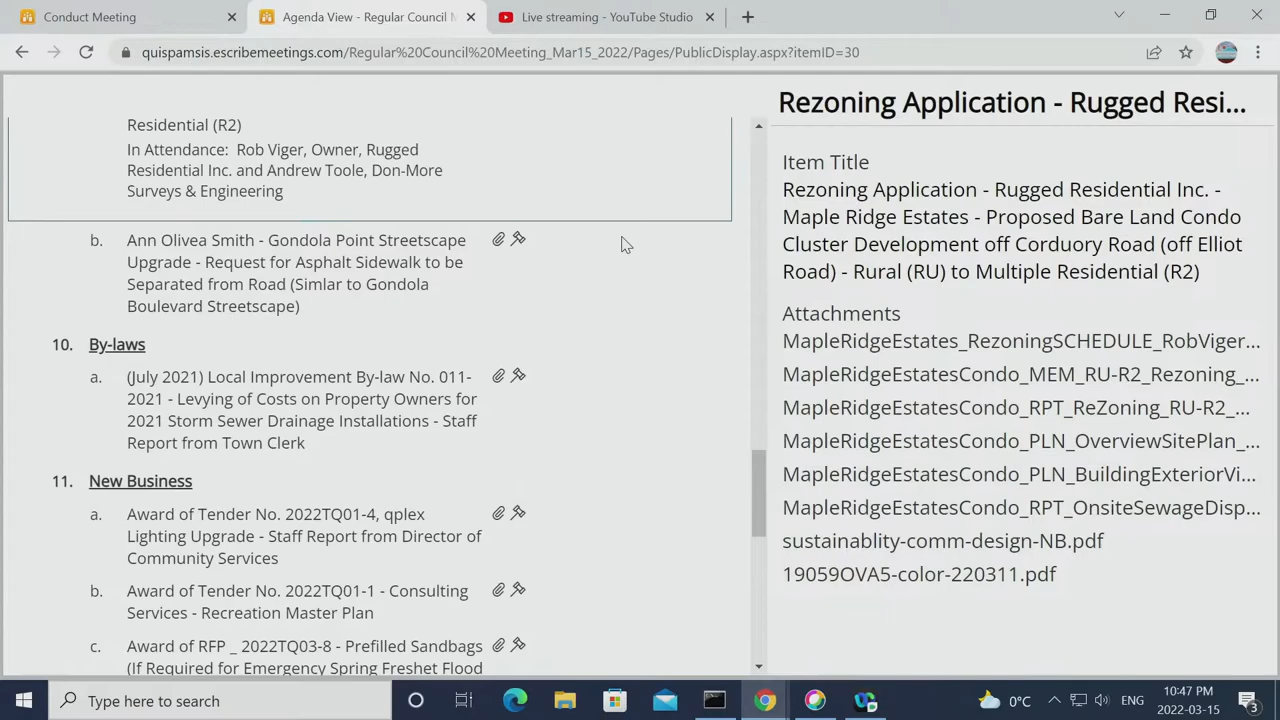 Conduct Meeting
Agenda View - Regular Council M
Live streaming - YouTube Studio
quispamsis.escribemeetings.com/Regular%20Council%20Meeting_Mar15_2022/Pages/PublicDisplay.aspx?itemID=30
Residential (R2)
In Attendance: Rob Viger, Owner, Rugged
Residential Inc. and Andrew Toole, Don-More
Surveys & Engineering
b. Ann Olivea Smith - Gondola Point Streetscape
Upgrade - Request for Asphalt Sidewalk to be
Separated from Road (Simlar to Gondola
Boulevard Streetscape)
10. By-laws
a. (July 2021) Local Improvement By-law No. 011-
2021 - Levying of Costs on Property Owners for
2021 Storm Sewer Drainage Installations - Staff
Report from Town Clerk
11. New Business
a. Award of Tender No. 2022TQ01-4, qplex
Lighting Upgrade - Staff Report from Director of
Community Services
b. Award of Tender No. 2022TQ01-1 - Consulting
Services - Recreation Master Plan
c. Award of RFP _ 2022TQ03-8 - Prefilled Sandbags
(If Required for Emergency Spring Freshet Flood
Rezoning Application - Rugged Resi...
Item Title
Rezoning Application - Rugged Residential Inc. -
Maple Ridge Estates - Proposed Bare Land Condo
Cluster Development off Corduory Road (off Elliot
Road) - Rural (RU) to Multiple Residential (R2)
Attachments
MapleRidgeEstates_RezoningSCHEDULE_RobViger...
MapleRidgeEstatesCondo_MEM_RU-R2_Rezoning_...
MapleRidgeEstatesCondo_RPT_ReZoning_RU-R2_...
MapleRidgeEstatesCondo_PLN_OverviewSitePlan_...
MapleRidgeEstatesCondo_PLN_BuildingExteriorVi...
MapleRidgeEstatesCondo_RPT_OnsiteSewageDisp...
sustainablity-comm-design-NB.pdf
19059OVA5-color-220311.pdf
Type here to search
0°C
ENG
10:47 PM
2022-03-15
3